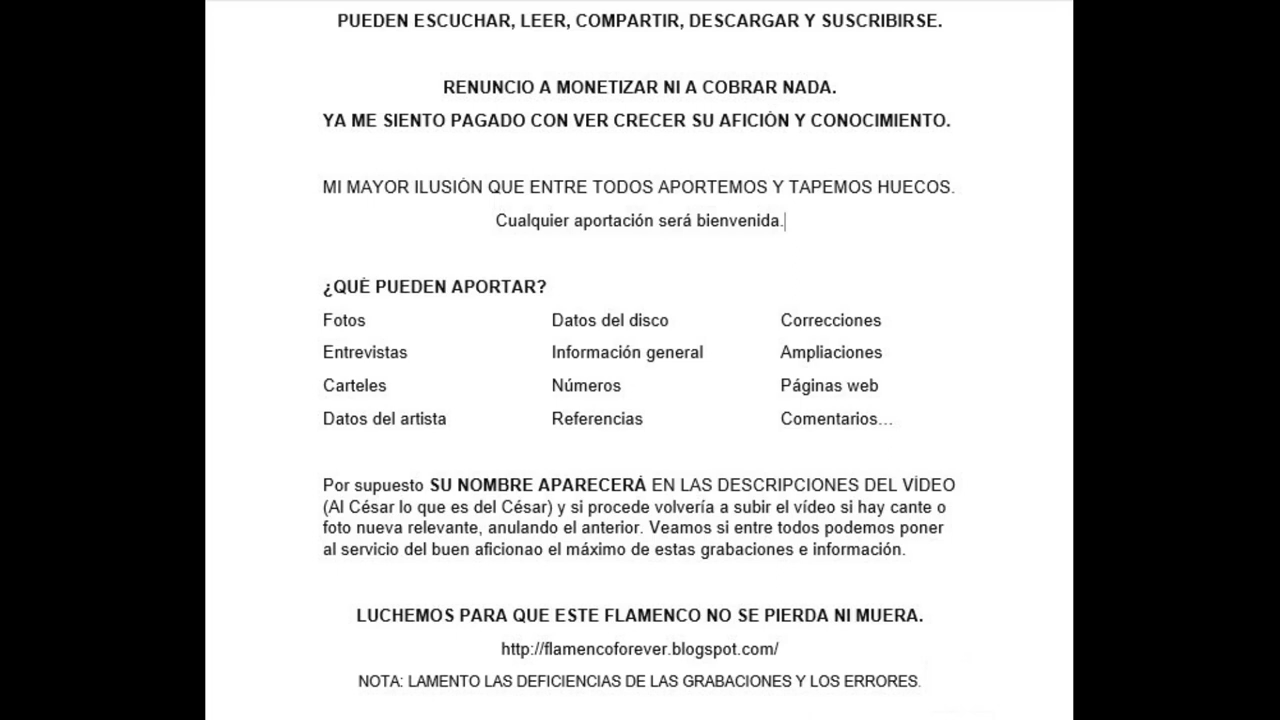 PUEDEN ESCUCHAR, LEER, COMPARTIR, DESCARGAR Y SUSCRIBIRSE.
RENUNCIO A MONETIZAR NI A COBRAR NADA.
YA ME SIENTO PAGADO CON VER CRECER SU AFICIÓN Y CONOCIMIENTO.
MI MAYOR ILUSIÓN QUE ENTRE TODOS APORTEMOS Y TAPEMOS HUECOS.
Cualquier aportación será bienvenida.
¿QUÉ PUEDEN APORTAR?
Fotos Datos del disco Correcciones
Entrevistas Información general Ampliaciones
Carteles Números Páginas web
Datos del artista Referencias Comentarios...
Por supuesto SU NOMBRE APARECERÁ EN LAS DESCRIPCIONES DEL VÍDEO
(Al César lo que es del César) y si procede volvería a subir el vídeo si hay cante o
foto nueva relevante, anulando el anterior. Veamos si entre todos podemos poner
al servicio del buen aficionao el máximo de estas grabaciones e información.
LUCHEMOS PARA QUE ESTE FLAMENCO NO SE PIERDA NI MUERA.
http://flamencoforever.blogspot.com/
NOTA: LAMENTO LAS DEFICIENCIAS DE LAS GRABACIONES Y LOS ERRORES.